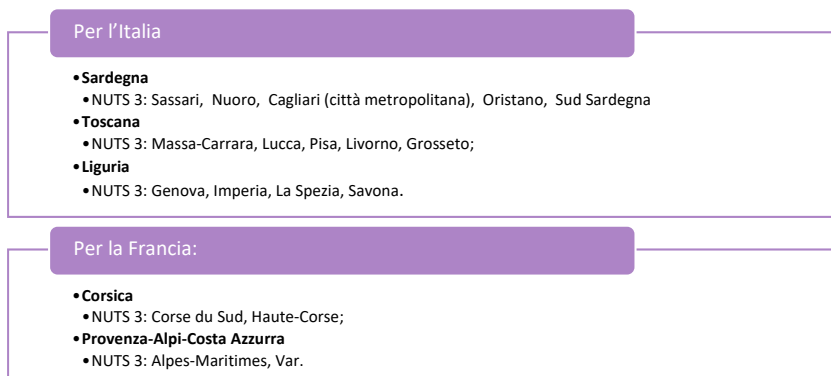 Per l’Italia
•Sardegna
•NUTS 3: Sassari, Nuoro, Cagliari (città metropolitana), Oristano, Sud Sardegna
•Toscana
•NUTS 3: Massa-Carrara, Lucca, Pisa, Livorno, Grosseto;
•Liguria
•NUTS 3: Genova, Imperia, La Spezia, Savona.
Per la Francia:
•Corsica
•NUTS 3: Corse du Sud, Haute-Corse;
•Provenza-Alpi-Costa Azzurra
•NUTS 3: Alpes-Maritimes, Var.